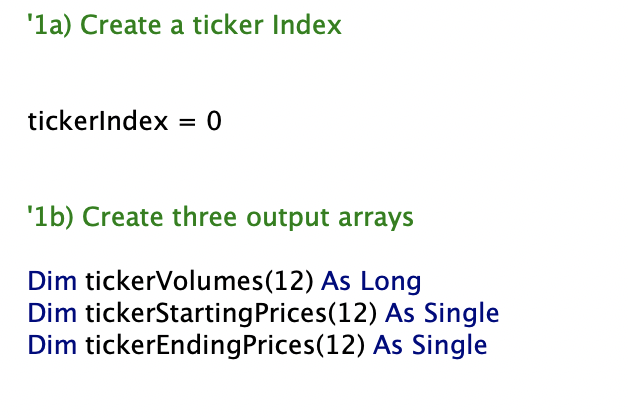 '1a) Create a ticker Index
tickerIndex = 0
'1b) Create three output arrays
Dim tickerVolumes(12) As Long
Dim tickerStartingPrices(12) As Single
Dim tickerEndingPrices(12) As Single